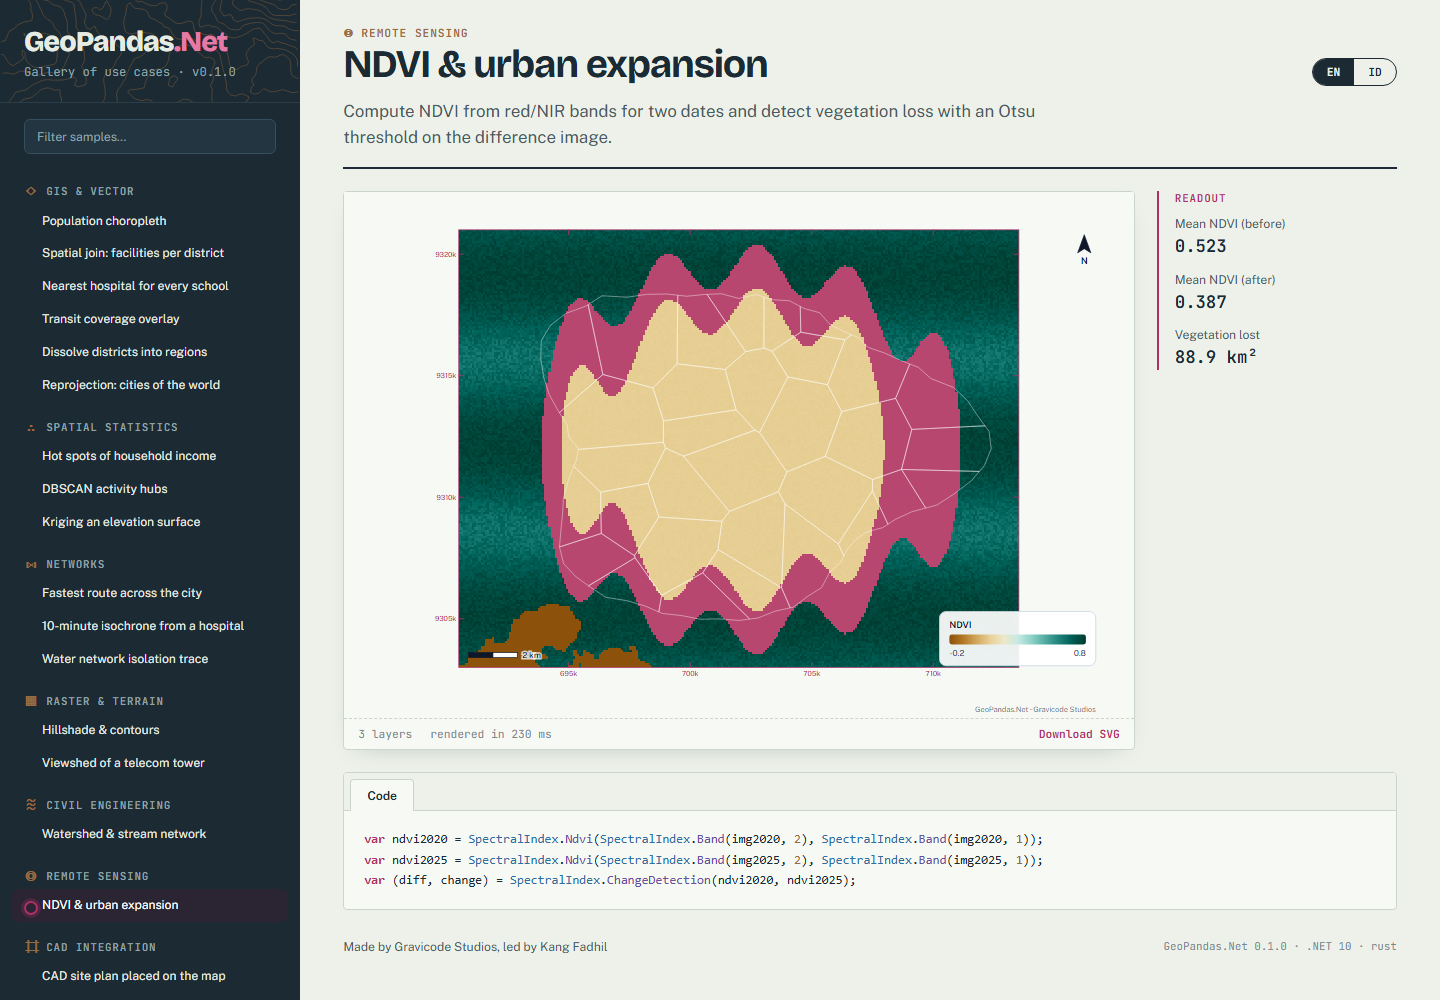 GeoPandas.Net
Gallery of use cases · v0.1.0
Filter samples...
GIS & VECTOR
Population choropleth
Spatial join: facilities per district
Nearest hospital for every school
Transit coverage overlay
Dissolve districts into regions
Reprojection: cities of the world
SPATIAL STATISTICS
Hot spots of household income
DBSCAN activity hubs
Kriging an elevation surface
NETWORKS
Fastest route across the city
10-minute isochrone from a hospital
Water network isolation trace
RASTER & TERRAIN
Hillshade & contours
Viewshed of a telecom tower
CIVIL ENGINEERING
Watershed & stream network
REMOTE SENSING
NDVI & urban expansion
CAD INTEGRATION
CAD site plan placed on the map
REMOTE SENSING
NDVI & urban expansion
EN ID
Compute NDVI from red/NIR bands for two dates and detect vegetation loss with an Otsu
threshold on the difference image.
9320k
9315k
9310k
9305k
695k 700k 705k 710k
N
2 km
NDVI
-0.2 0.8
GeoPandas.Net · Gravicode Studios
3 layers rendered in 230 ms Download SVG
READOUT
Mean NDVI (before)
0.523
Mean NDVI (after)
0.387
Vegetation lost
88.9 km²
Code
var ndvi2020 = SpectralIndex.Ndvi(SpectralIndex.Band(img2020, 2), SpectralIndex.Band(img2020, 1));
var ndvi2025 = SpectralIndex.Ndvi(SpectralIndex.Band(img2025, 2), SpectralIndex.Band(img2025, 1));
var (diff, change) = SpectralIndex.ChangeDetection(ndvi2020, ndvi2025);
Made by Gravicode Studios, led by Kang Fadhil
GeoPandas.Net 0.1.0 · .NET 10 · rust